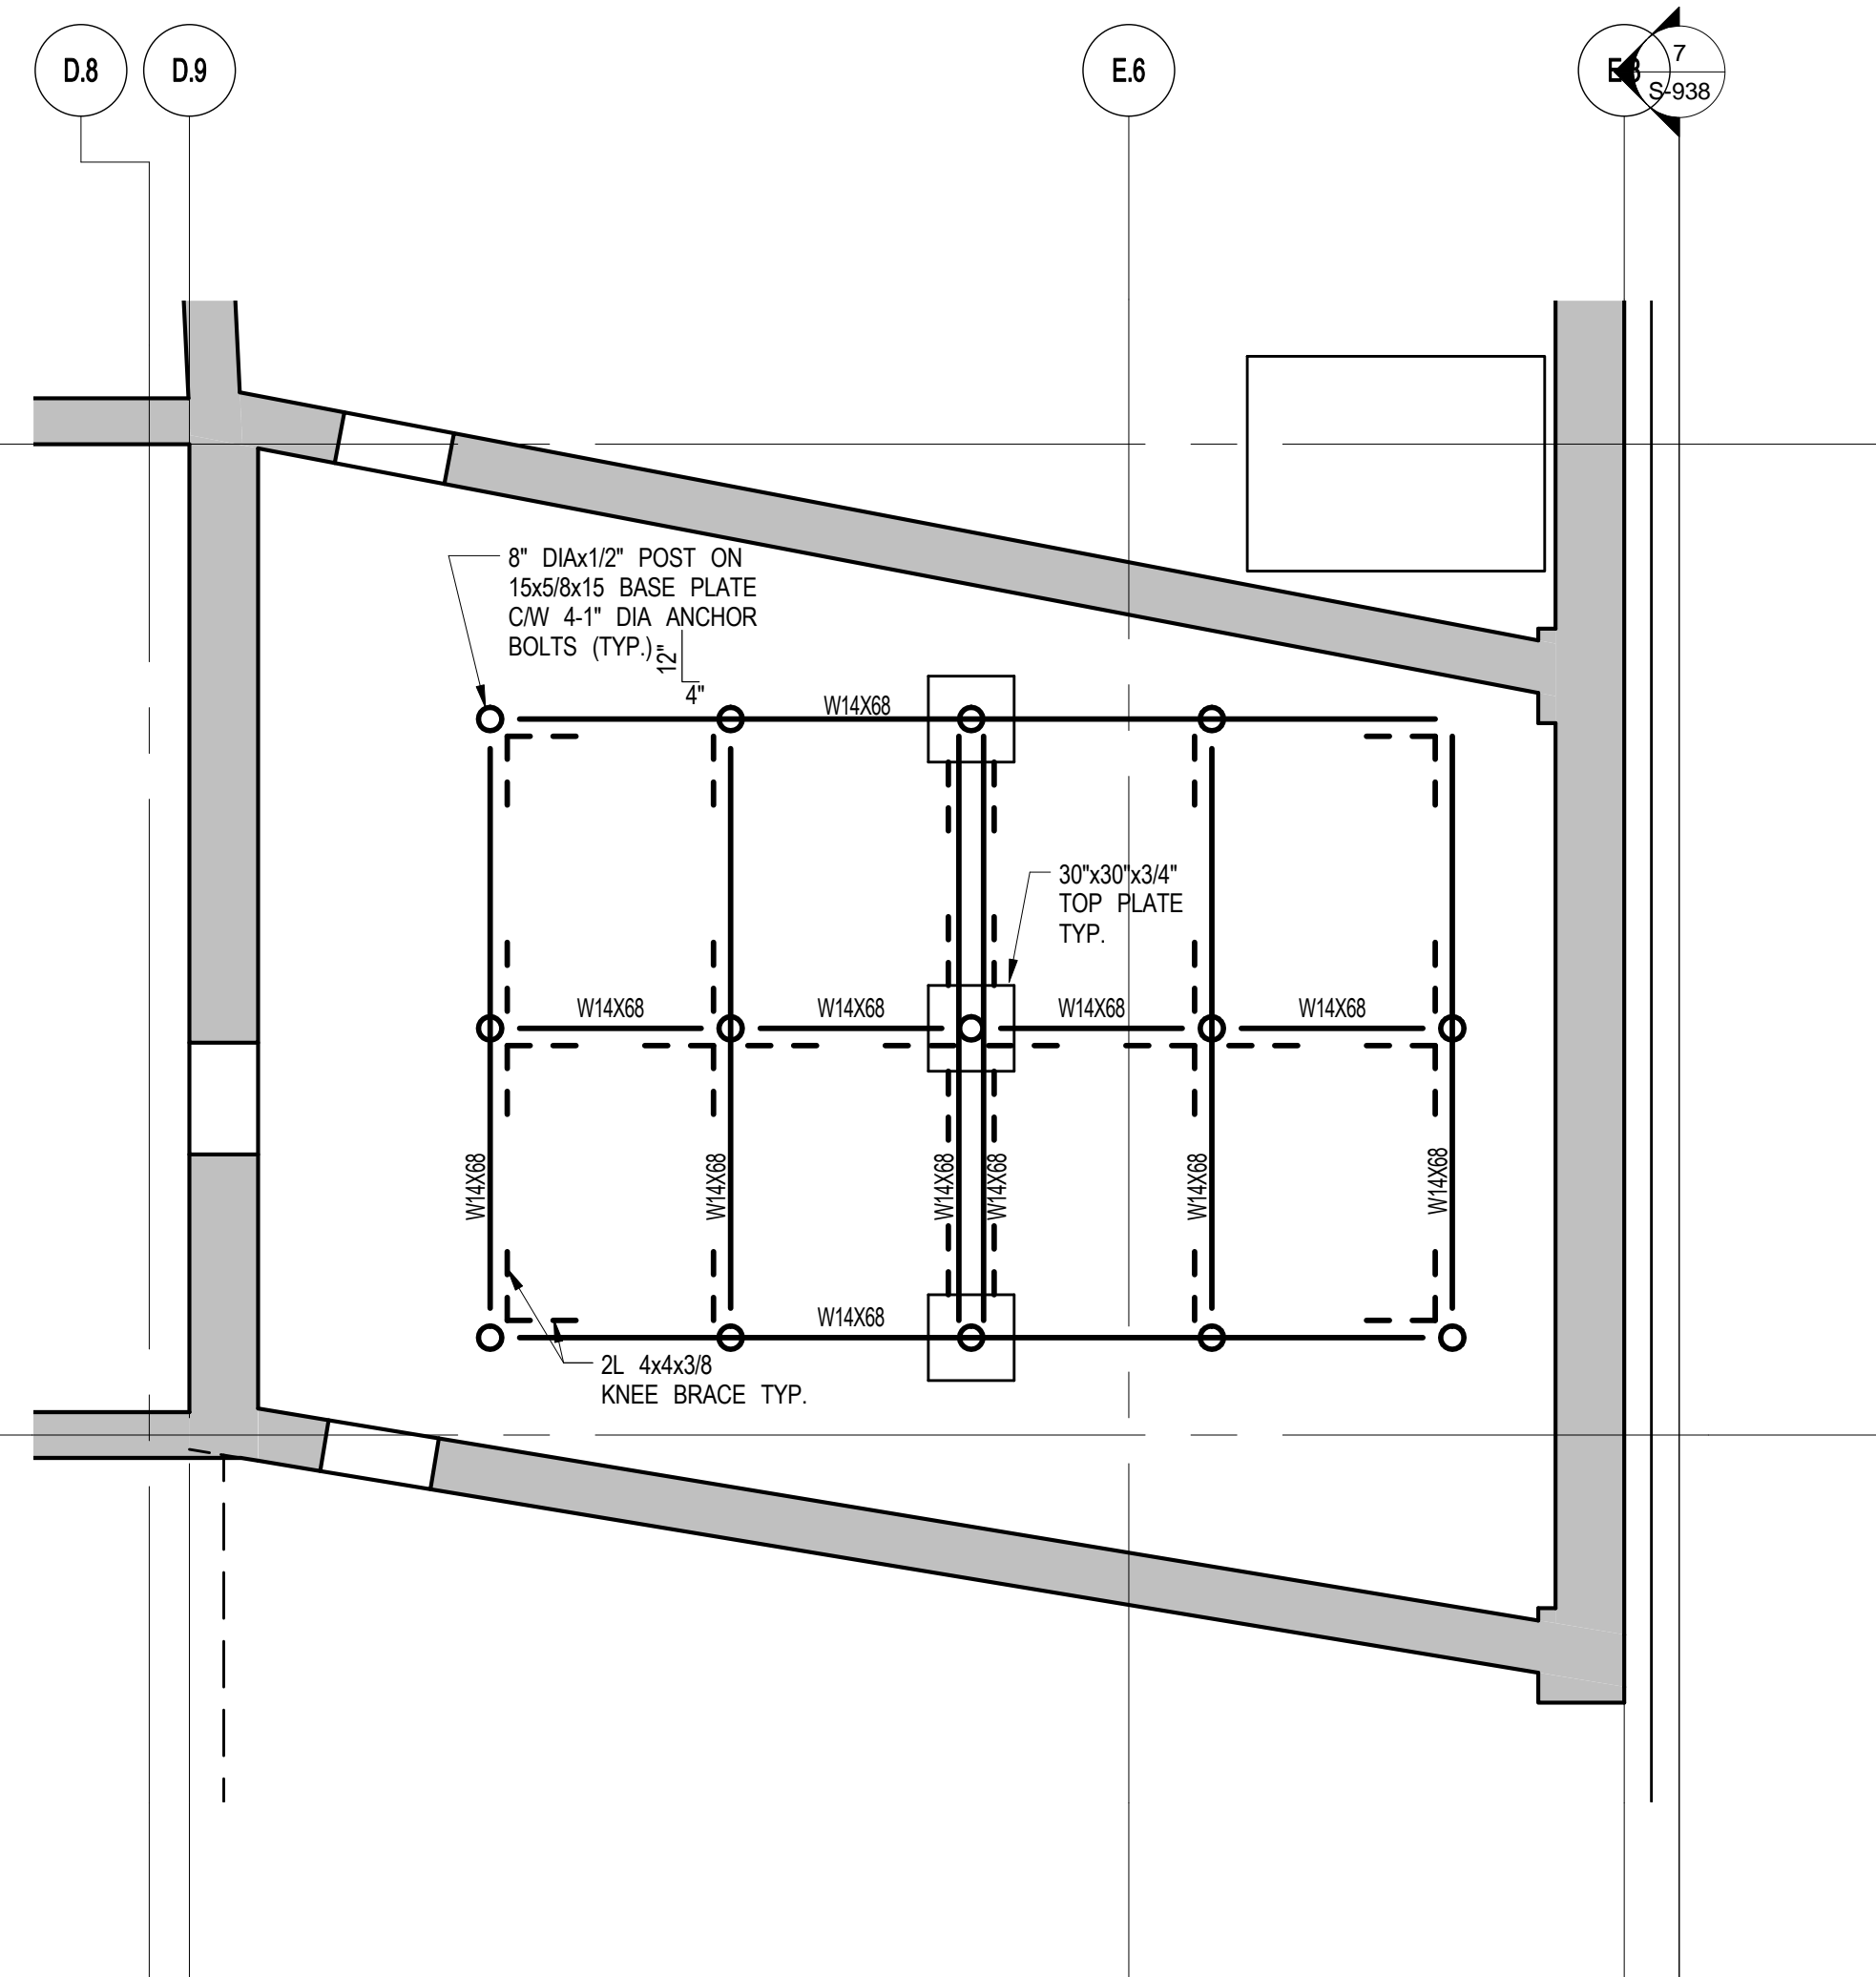 D.8
D.9
E.6
7
S-938
8" DIAx1/2" POST ON
15x5/8x15 BASE PLATE
C/W 4-1" DIA ANCHOR
BOLTS (TYP.)
12"
4"
W14X68
30"x30"x3/4"
TOP PLATE
TYP.
W14X68
W14X68
W14X68
W14X68
W14X68
W14X68
W14X68
W14X68
W14X68
W14X68
W14X68
2L 4x4x3/8
KNEE BRACE TYP.